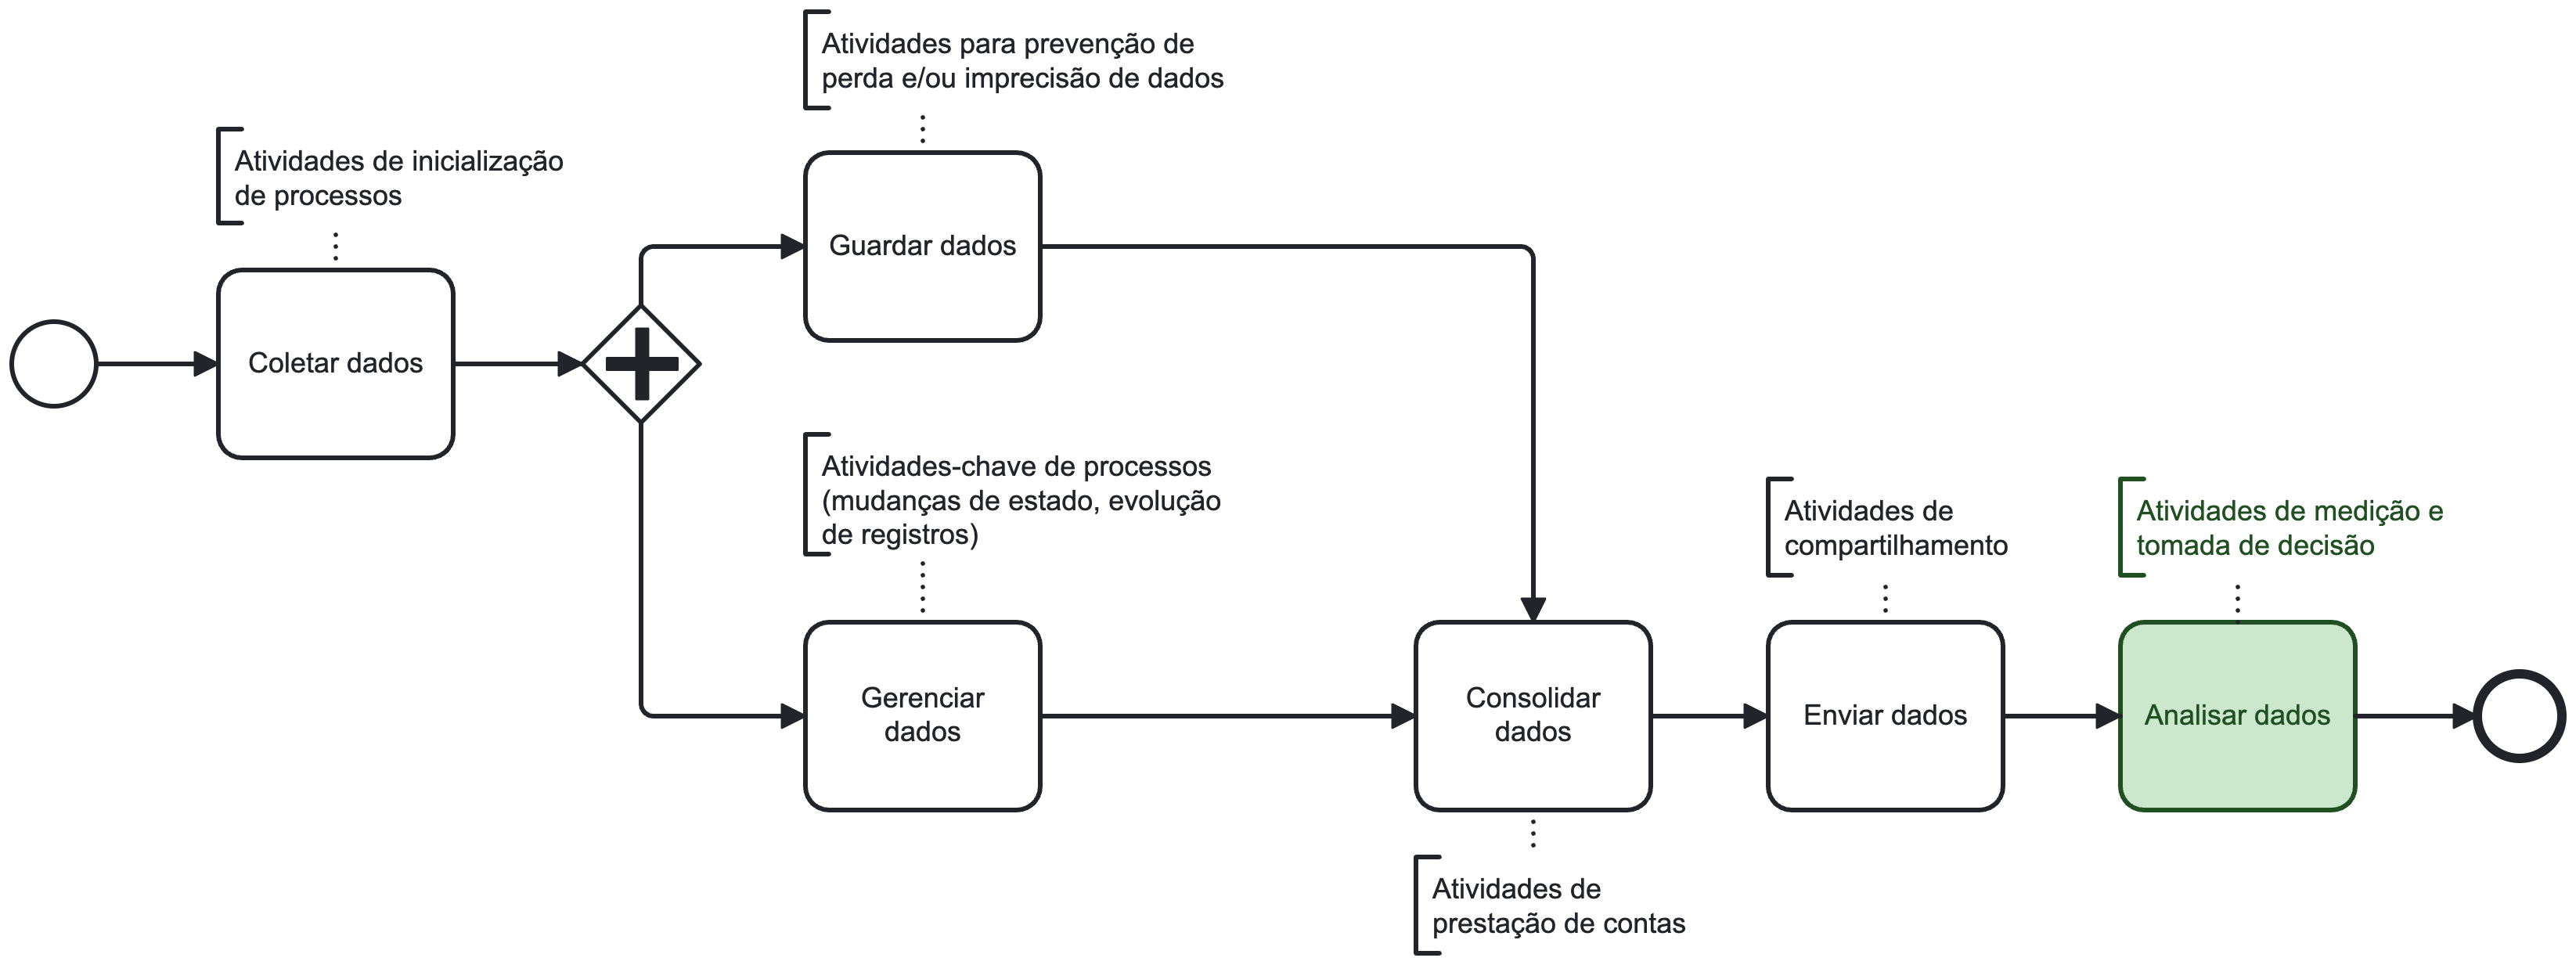 Atividades para prevenção de
perda e/ou imprecisão de dados
Atividades de inicialização
de processos
Guardar dados
Coletar dados
Atividades-chave de processos
(mudanças de estado, evolução
de registros)
Atividades de
compartilhamento
Atividades de medição e
tomada de decisão
Gerenciar
dados
Consolidar
dados
Enviar dados
Analisar dados
Atividades de
prestação de contas